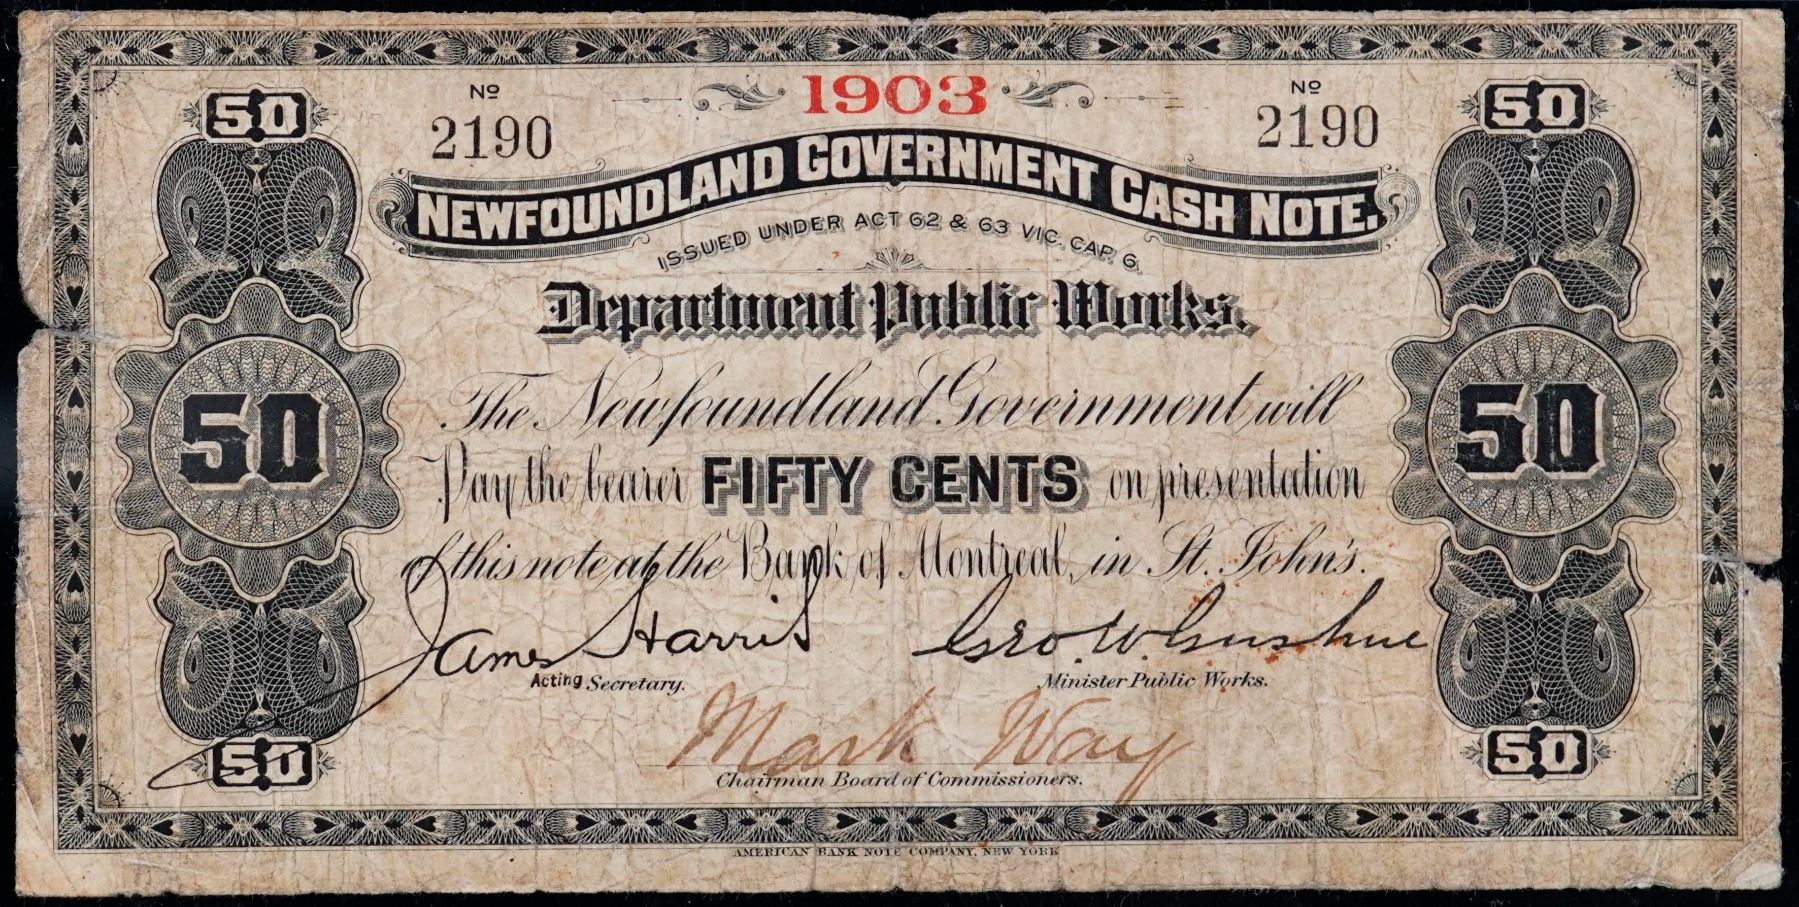 1903
50 Nº Nº 50
2190 2190
NEWFOUNDLAND GOVERNMENT CASH NOTE.
ISSUED UNDER ACT 62 & 63 VIC. CAP. 6.
Department Public Works.
The Newfoundland Government will
50 Pay the bearer FIFTY CENTS on presentation 50
of this note at the Bank of Montreal, in St. John's.
James Harris Geo. W. Gushue
Acting Secretary. Minister Public Works.
Mark Way
50 Chairman Board of Commissioners. 50
AMERICAN BANK NOTE COMPANY, NEW YORK